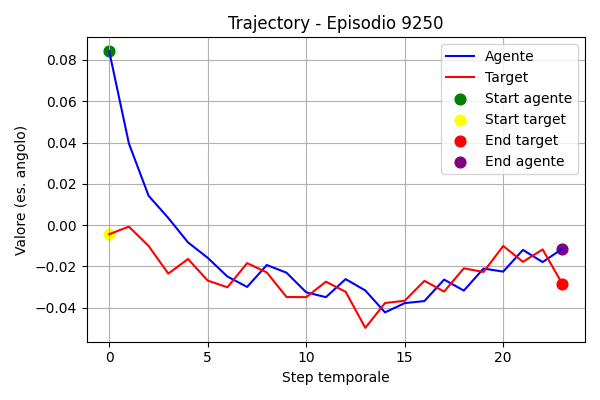 Trajectory - Episodio 9250
Valore (es. angolo)
0.08
0.06
0.04
0.02
0.00
−0.02
−0.04
Agente
Target
Start agente
Start target
End target
End agente
0
5
10
15
20
Step temporale